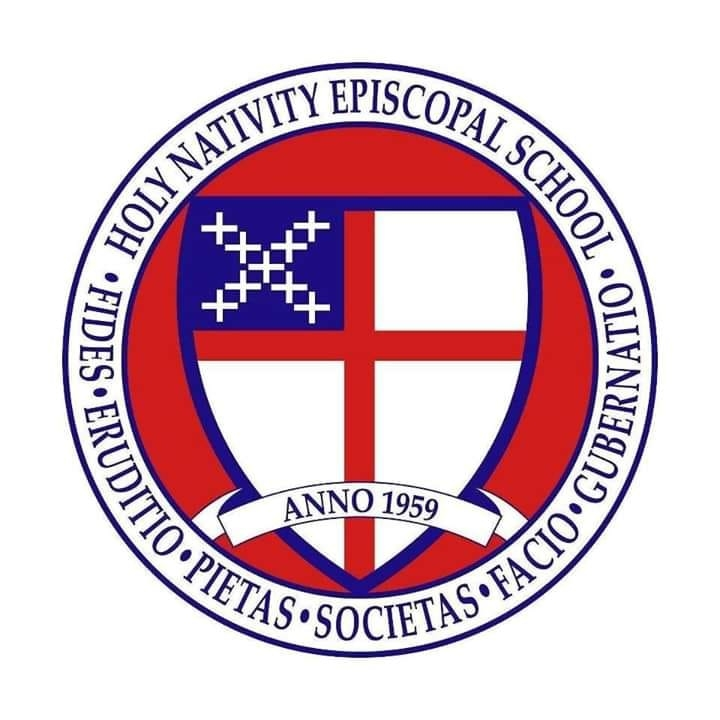 · HOLY NATIVITY EPISCOPAL SCHOOL ·
FIDES · ERUDITIO · PIETAS · SOCIETAS · FACIO · GUBERNATIO
ANNO 1959